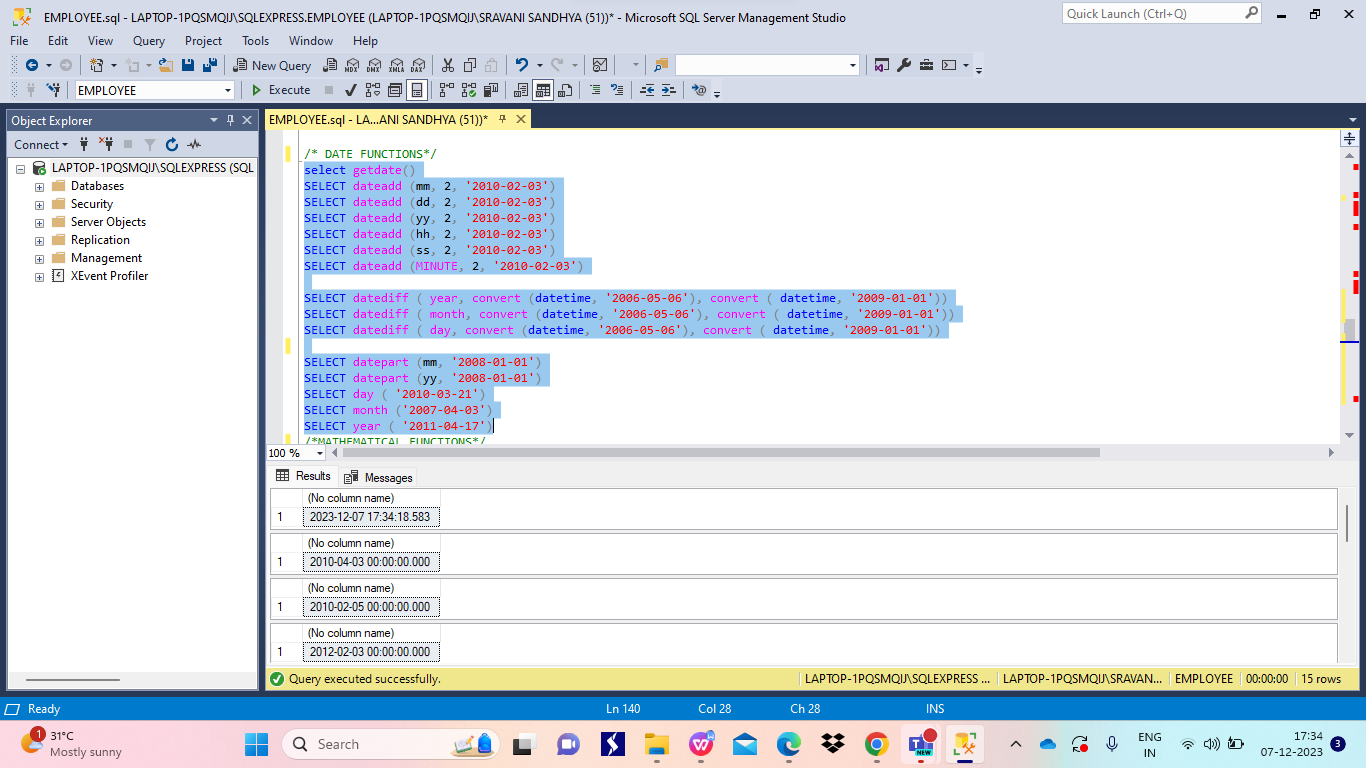 EMPLOYEE.sql - LAPTOP-1PQSMQIJ\SQLEXPRESS.EMPLOYEE (LAPTOP-1PQSMQIJ\SRAVANI SANDHYA (51))* - Microsoft SQL Server Management Studio
Quick Launch (Ctrl+Q)
File Edit View Query Project Tools Window Help
New Query MDX DMX XMLA DAX
EMPLOYEE Execute
Object Explorer
EMPLOYEE.sql - LA...ANI SANDHYA (51))*
Connect
LAPTOP-1PQSMQIJ\SQLEXPRESS (SQL
Databases
Security
Server Objects
Replication
Management
XEvent Profiler
/* DATE FUNCTIONS*/
select getdate()
SELECT dateadd (mm, 2, '2010-02-03')
SELECT dateadd (dd, 2, '2010-02-03')
SELECT dateadd (yy, 2, '2010-02-03')
SELECT dateadd (hh, 2, '2010-02-03')
SELECT dateadd (ss, 2, '2010-02-03')
SELECT dateadd (MINUTE, 2, '2010-02-03')
SELECT datediff ( year, convert (datetime, '2006-05-06'), convert ( datetime, '2009-01-01'))
SELECT datediff ( month, convert (datetime, '2006-05-06'), convert ( datetime, '2009-01-01'))
SELECT datediff ( day, convert (datetime, '2006-05-06'), convert ( datetime, '2009-01-01'))
SELECT datepart (mm, '2008-01-01')
SELECT datepart (yy, '2008-01-01')
SELECT day ( '2010-03-21')
SELECT month ('2007-04-03')
SELECT year ( '2011-04-17')
/*MATHEMATICAL FUNCTIONS*/
100 %
Results Messages
(No column name)
1 2023-12-07 17:34:18.583
(No column name)
1 2010-04-03 00:00:00.000
(No column name)
1 2010-02-05 00:00:00.000
(No column name)
1 2012-02-03 00:00:00.000
Query executed successfully. LAPTOP-1PQSMQIJ\SQLEXPRESS ... LAPTOP-1PQSMQIJ\SRAVAN... EMPLOYEE 00:00:00 15 rows
Ready Ln 140 Col 28 Ch 28 INS
1
31°C
Mostly sunny
Search
NEW
ENG
IN
17:34
07-12-2023
3